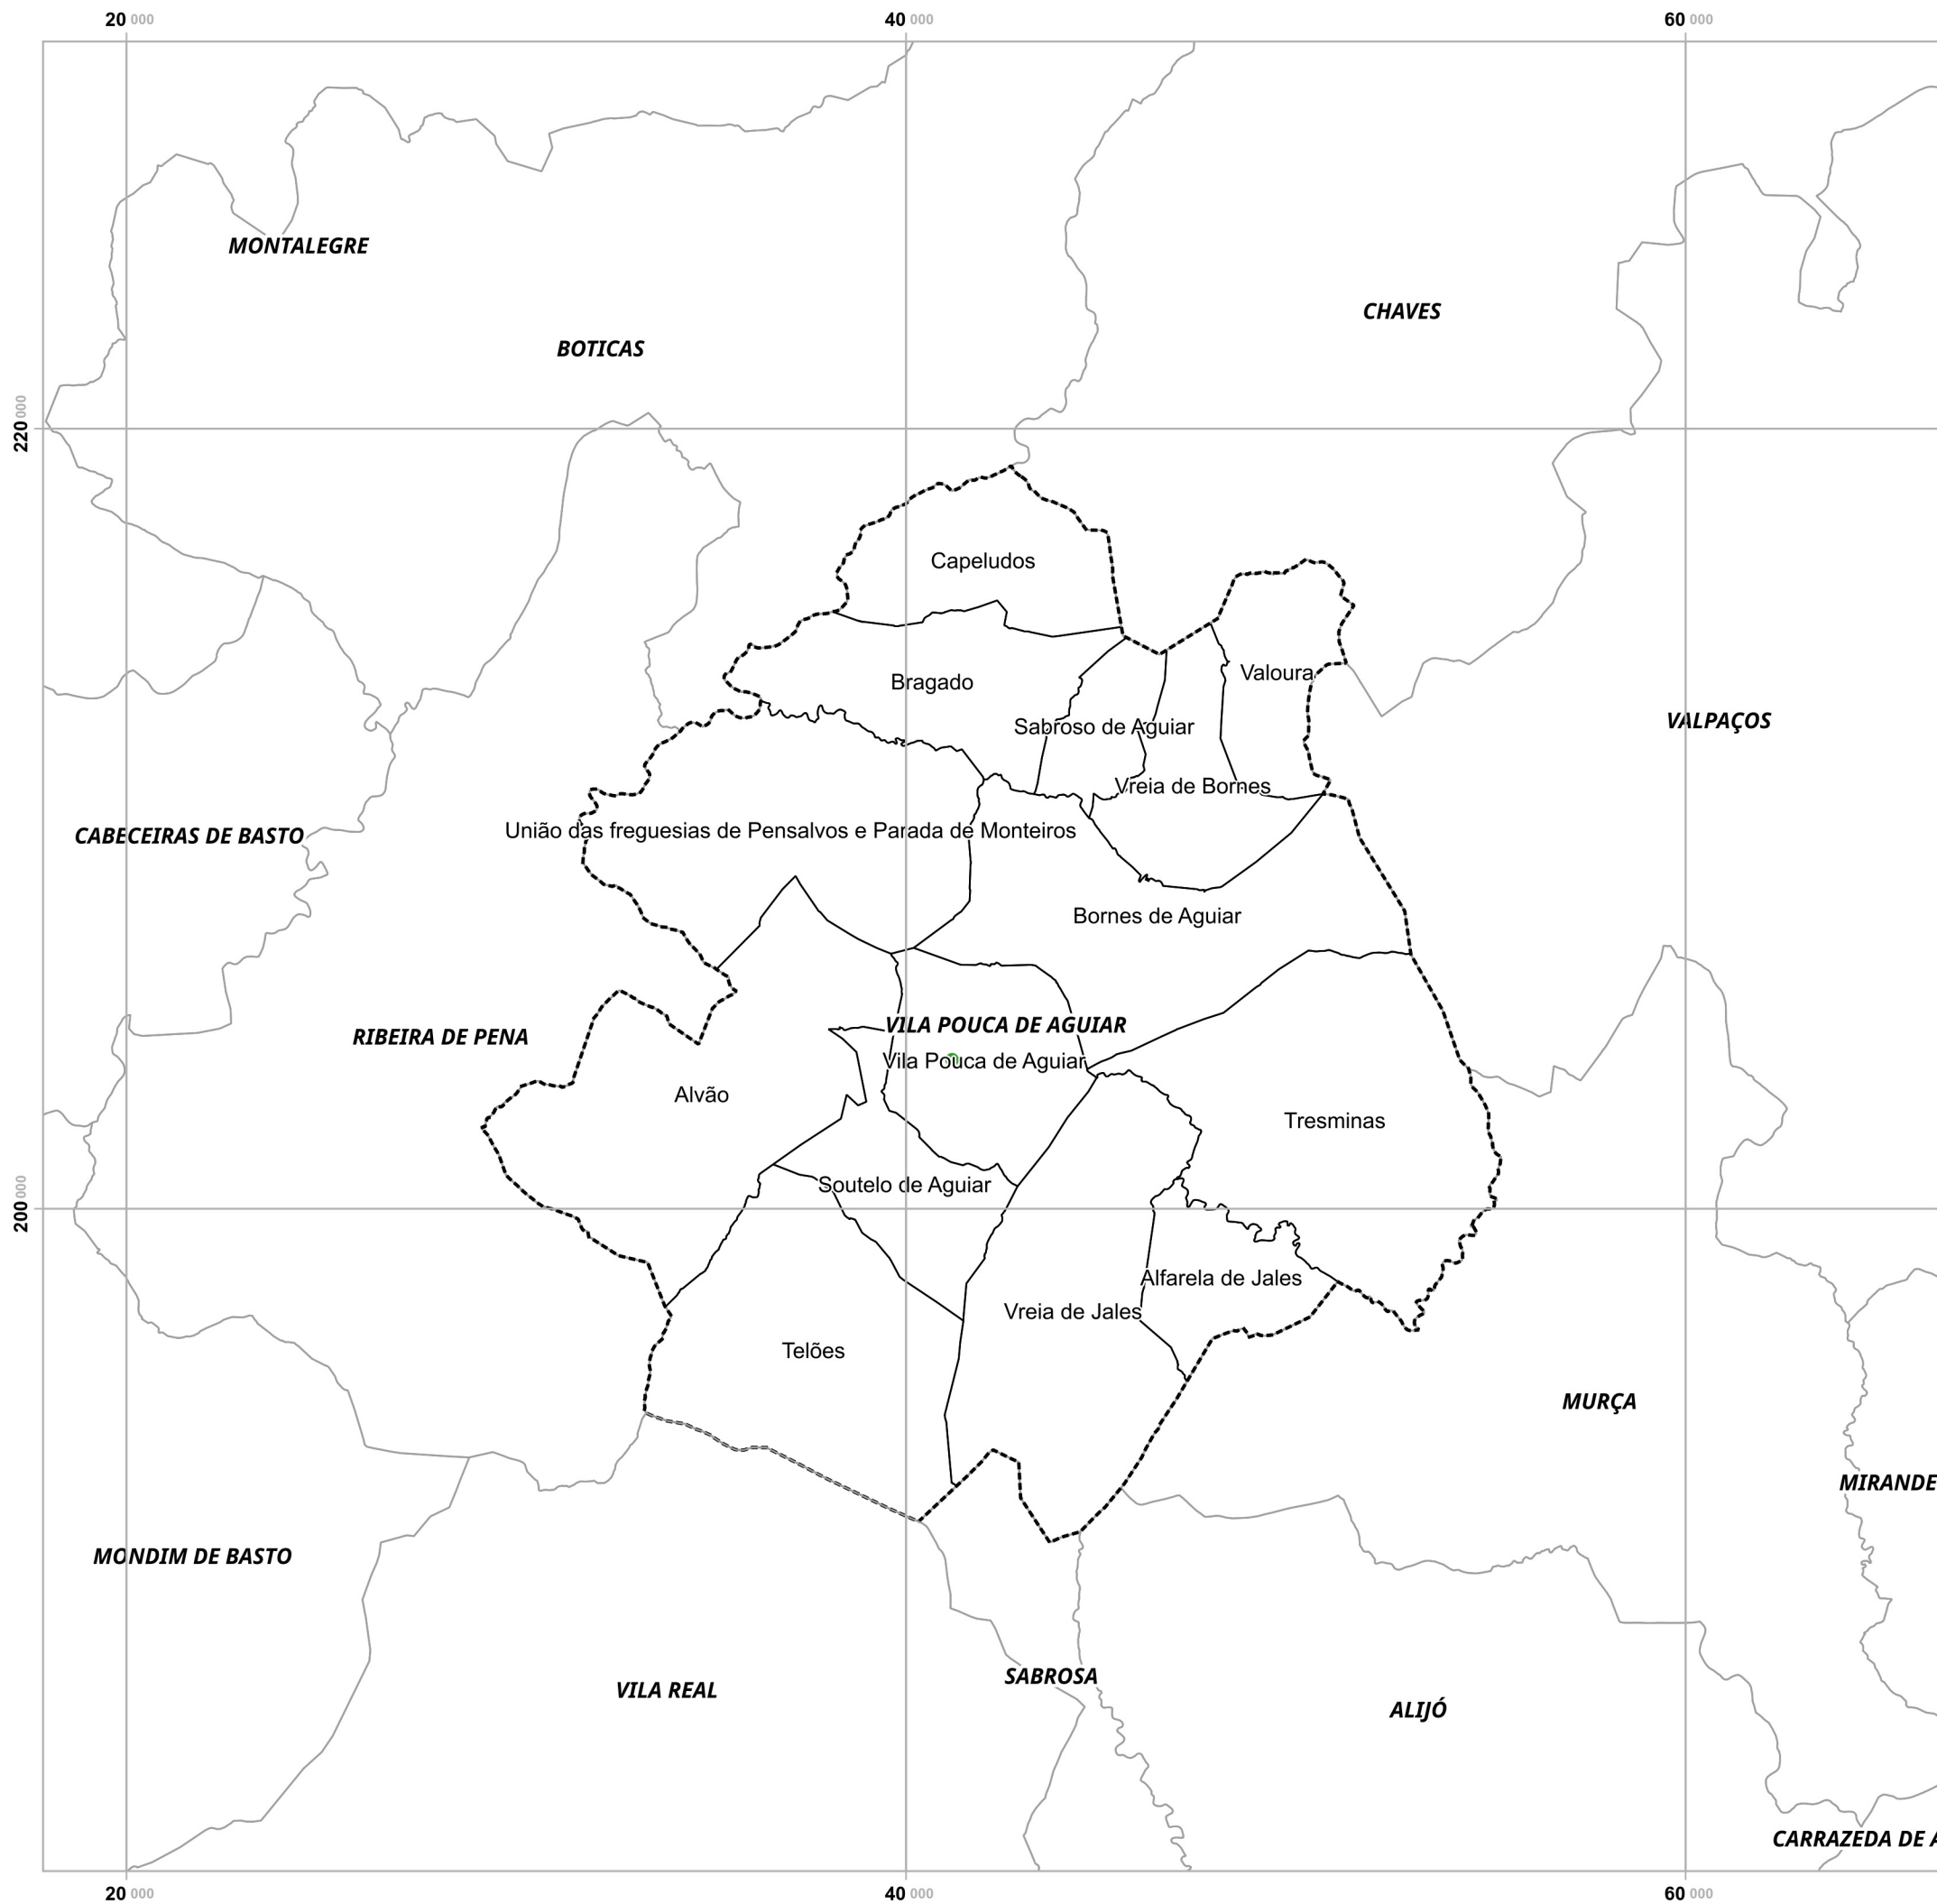 20 000
40 000
60 000
MONTALEGRE
CHAVES
BOTICAS
220 000
Capeludos
Valoura
Bragado
VALPAÇOS
Sabroso de Aguiar
Vreia de Bornes
União das freguesias de Pensalvos e Parada de Monteiros
CABECEIRAS DE BASTO
Bornes de Aguiar
VILA POUCA DE AGUIAR
RIBEIRA DE PENA
Vila Pouca de Aguiar
Alvão
Tresminas
Soutelo de Aguiar
200 000
Alfarela de Jales
Vreia de Jales
Telões
MURÇA
MIRANDE
MONDIM DE BASTO
SABROSA
VILA REAL
ALIJÓ
CARRAZEDA DE A
20 000
40 000
60 000